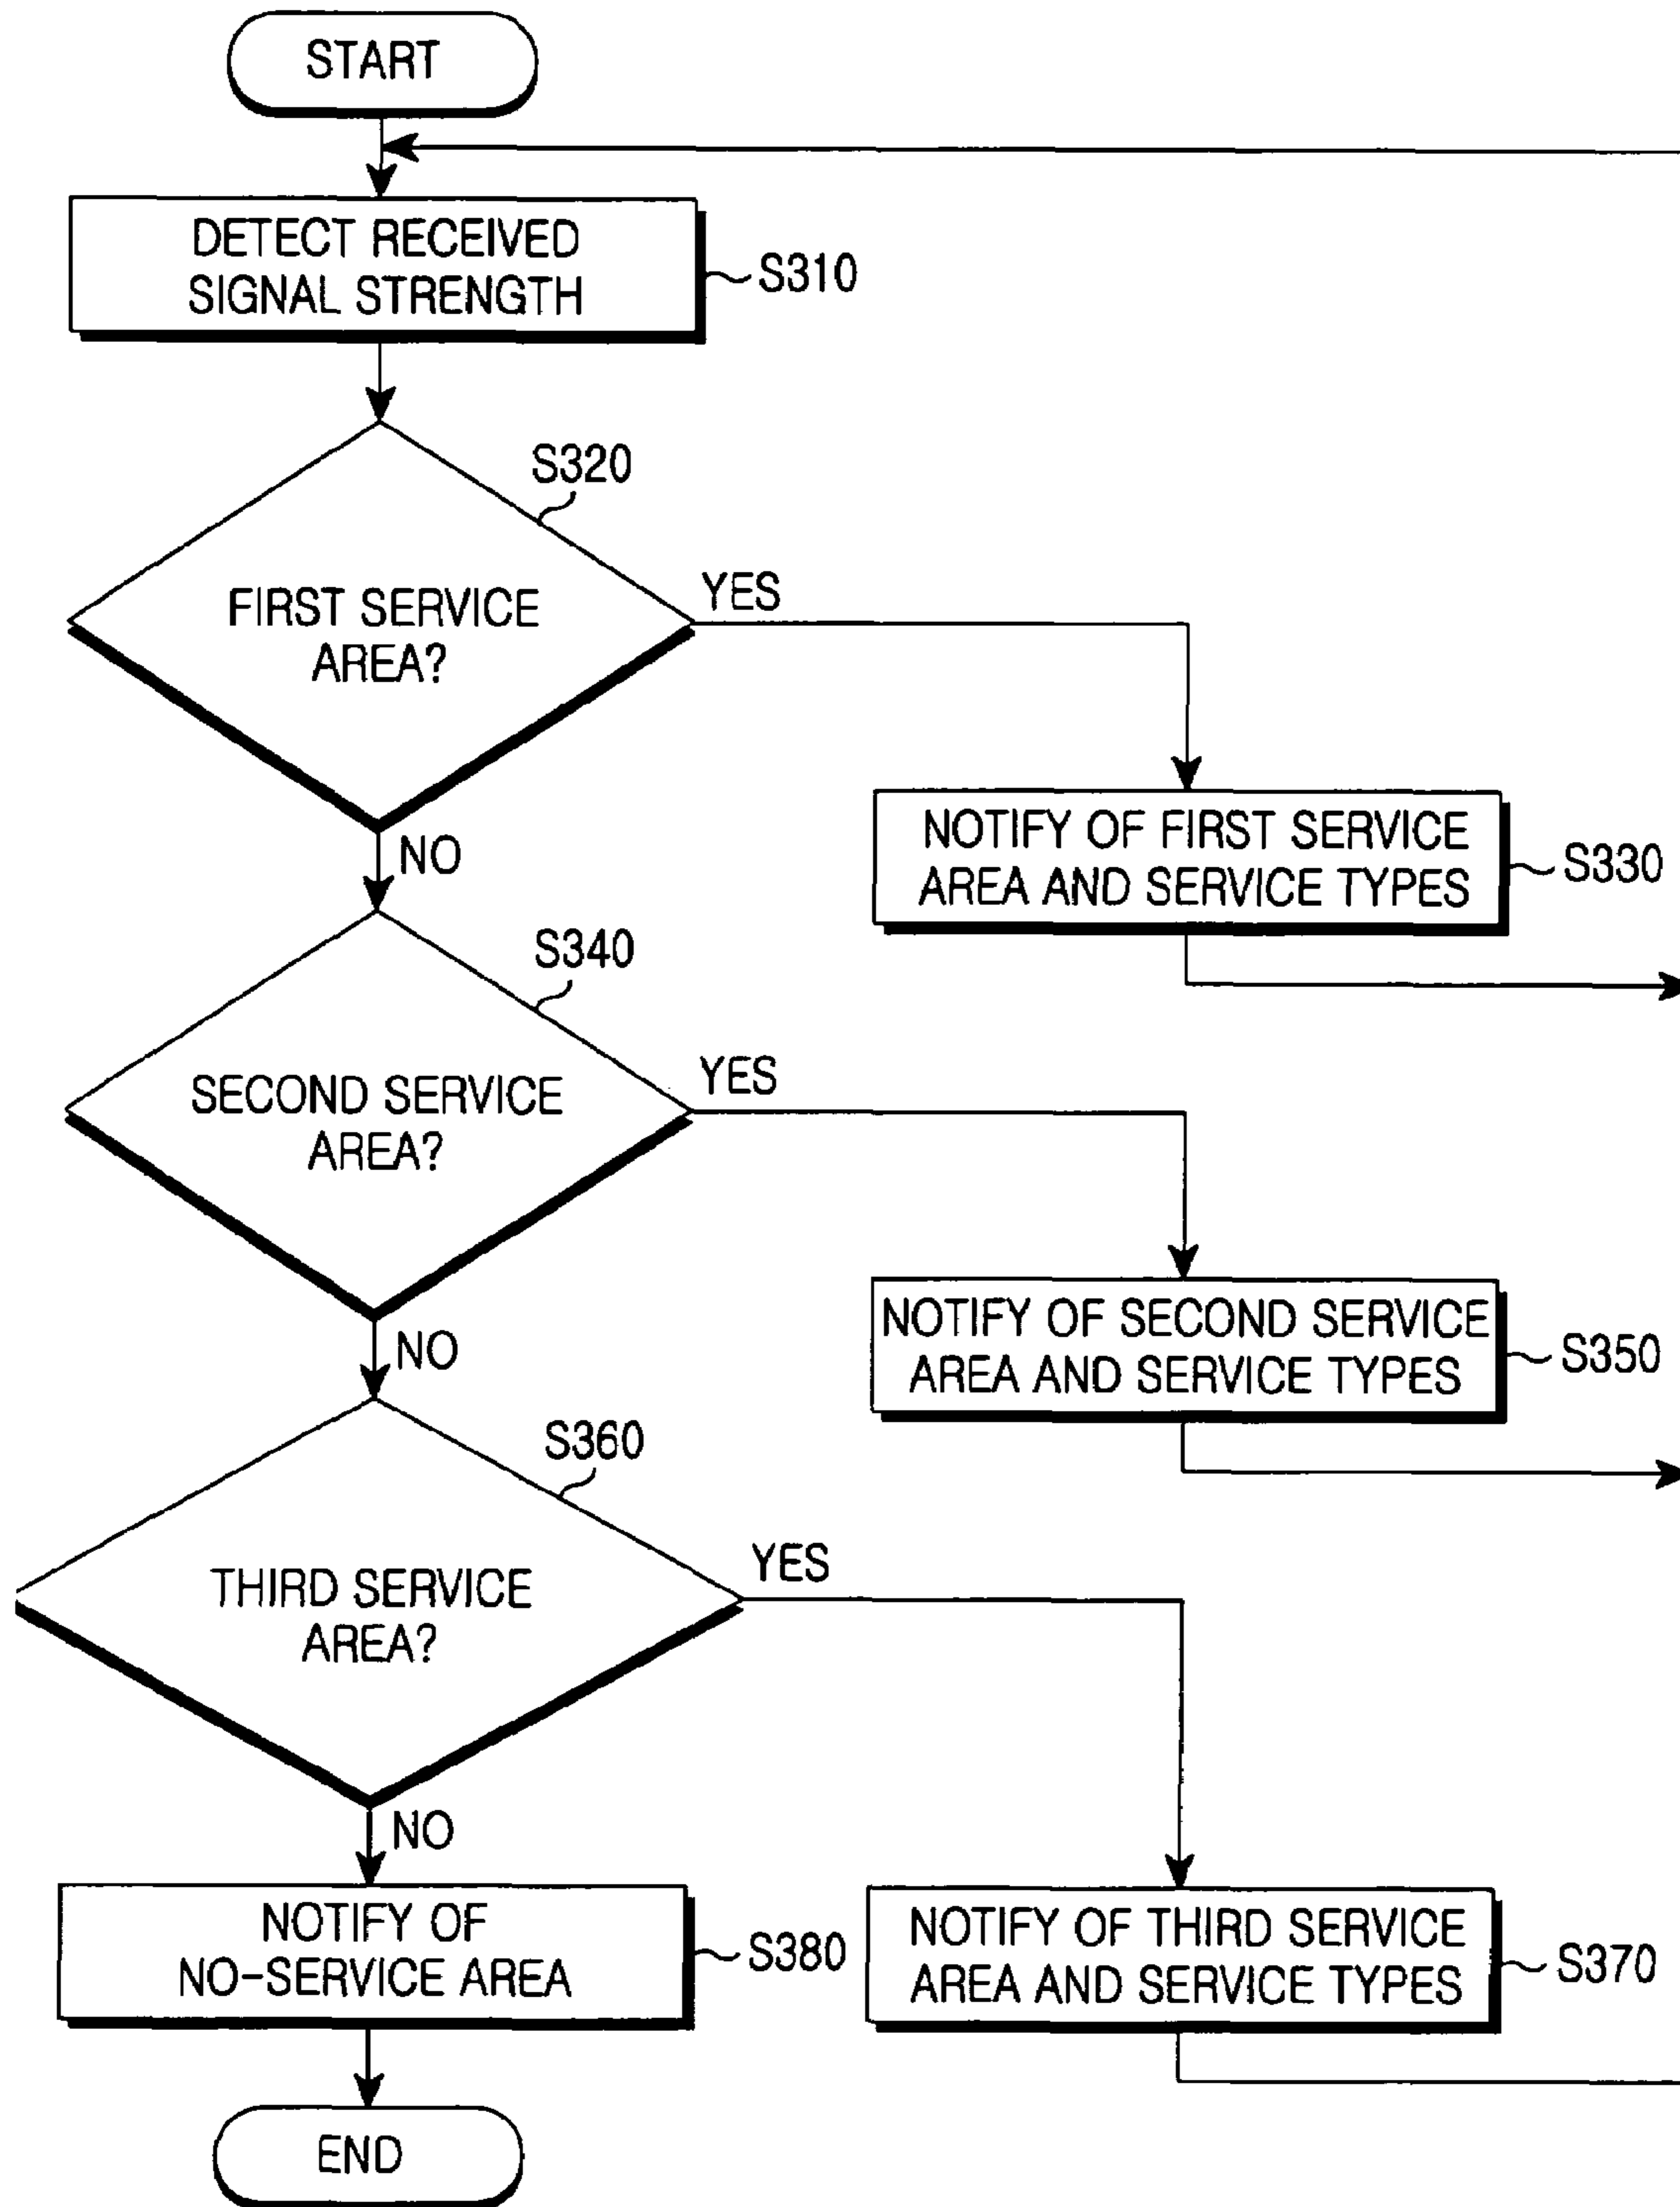 START
DETECT RECEIVED
SIGNAL STRENGTH
S310
S320
FIRST SERVICE
AREA?
YES
NO
NOTIFY OF FIRST SERVICE
AREA AND SERVICE TYPES
S330
S340
SECOND SERVICE
AREA?
YES
NO
NOTIFY OF SECOND SERVICE
AREA AND SERVICE TYPES
S350
S360
THIRD SERVICE
AREA?
YES
NO
NOTIFY OF
NO-SERVICE AREA
S380
NOTIFY OF THIRD SERVICE
AREA AND SERVICE TYPES
S370
END